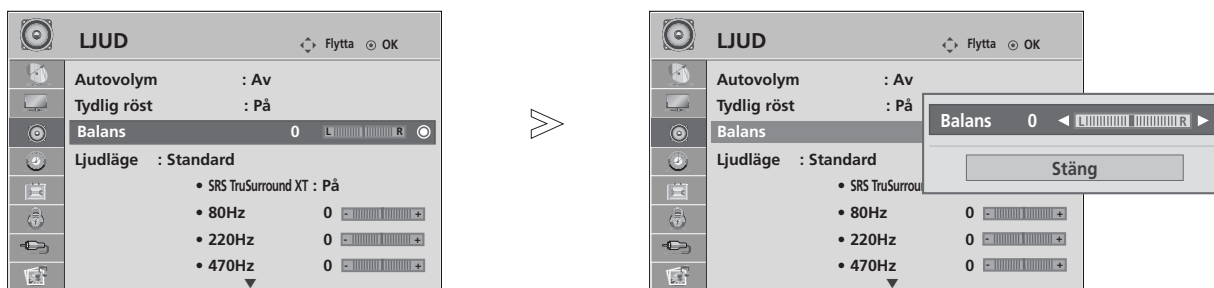 LJUD Flytta OK
Autovolym : Av
Tydlig röst : På
Balans 0 L R
Ljudläge : Standard
• SRS TruSurround XT : På
• 80Hz 0 - +
• 220Hz 0 - +
• 470Hz 0 - +
LJUD Flytta OK
Autovolym : Av
Tydlig röst : På
Balans
Ljudläge : Standard
• SRS TruSurrou
• 80Hz 0 - +
• 220Hz 0 - +
• 470Hz 0 - +
Balans 0 L R
Stäng